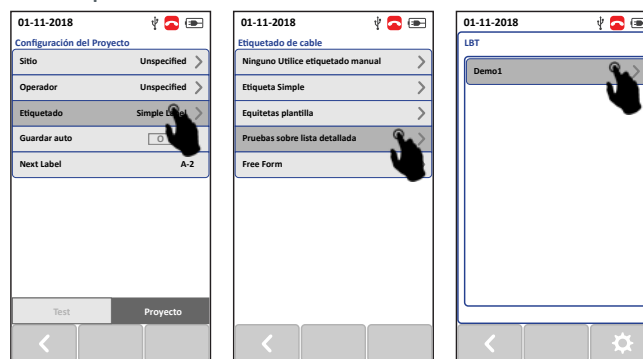 01-11-2018
Configuración del Proyecto
Sitio Unspecified
Operador Unspecified
Etiquetado Simple
Guardar auto
Next Label A-2
Test Proyecto
01-11-2018
Etiquetado de cable
Ninguno Utilice etiquetado manual
Etiqueta Simple
Equitetas plantilla
Pruebas sobre lista detallada
Free Form
01-11-2018
LBT
Demo1